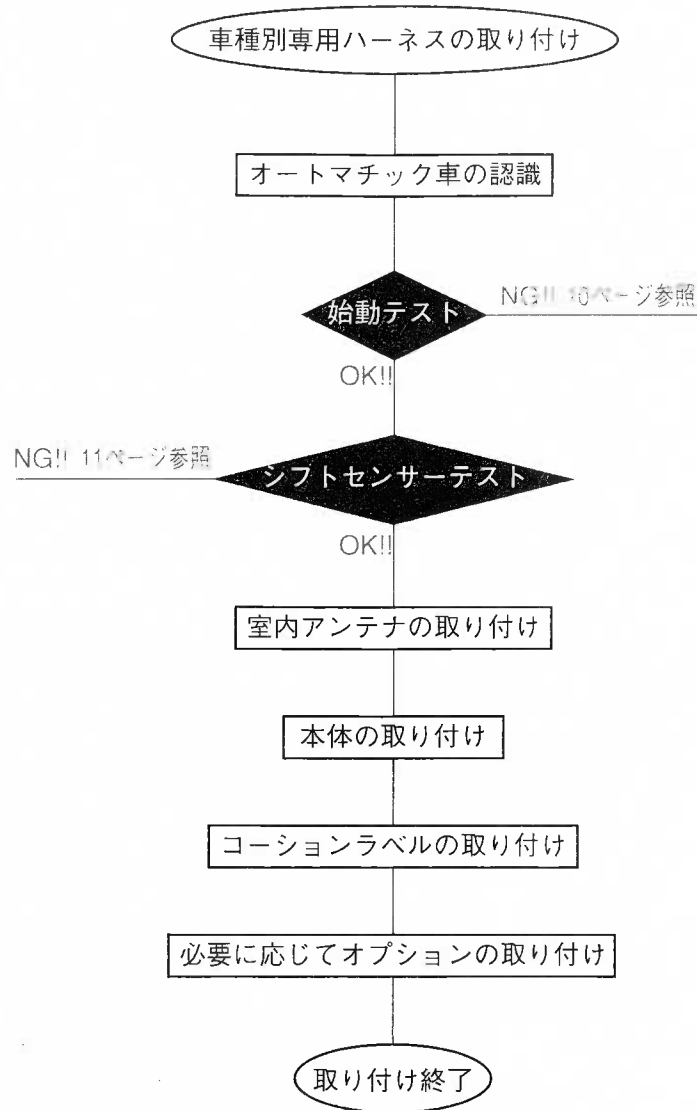 車種別専用ハーネスの取り付け
オートマチック車の認識
始動テスト
NG!! 10ページ参照
OK!!
シフトセンサーテスト
NG!! 11ページ参照
OK!!
室内アンテナの取り付け
本体の取り付け
コーションラベルの取り付け
必要に応じてオプションの取り付け
取り付け終了